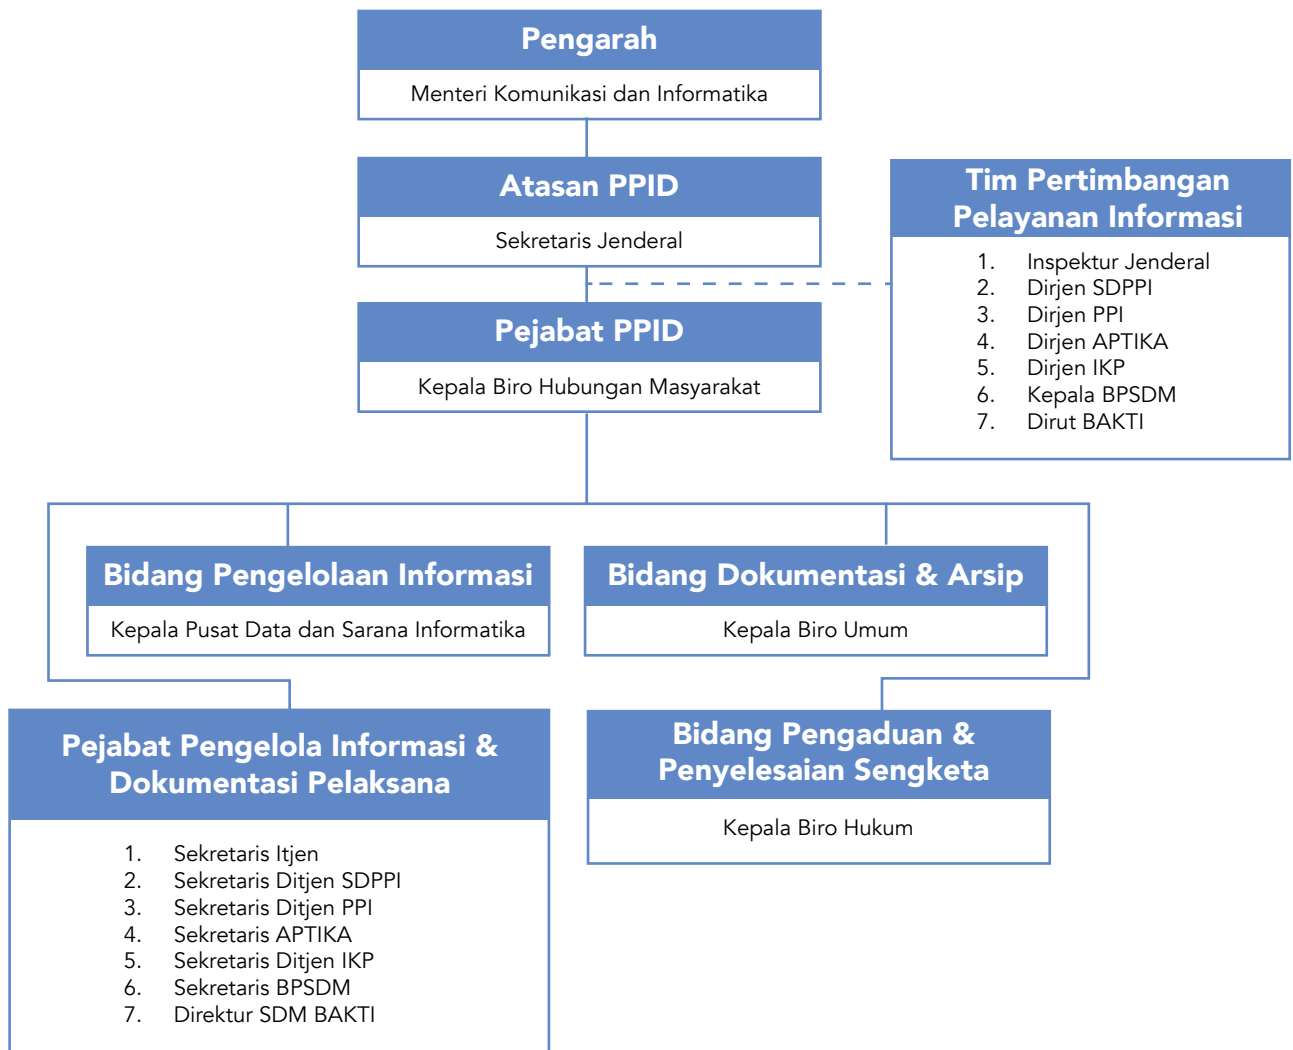 Pengarah
Menteri Komunikasi dan Informatika
Atasan PPID
Sekretaris Jenderal
Tim Pertimbangan
Pelayanan Informasi
1. Inspektur Jenderal
2. Dirjen SDPPI
3. Dirjen PPI
4. Dirjen APTIKA
5. Dirjen IKP
6. Kepala BPSDM
7. Dirut BAKTI
Pejabat PPID
Kepala Biro Hubungan Masyarakat
Bidang Pengelolaan Informasi
Kepala Pusat Data dan Sarana Informatika
Bidang Dokumentasi & Arsip
Kepala Biro Umum
Pejabat Pengelola Informasi &
Dokumentasi Pelaksana
1. Sekretaris Itjen
2. Sekretaris Ditjen SDPPI
3. Sekretaris Ditjen PPI
4. Sekretaris APTIKA
5. Sekretaris Ditjen IKP
6. Sekretaris BPSDM
7. Direktur SDM BAKTI
Bidang Pengaduan &
Penyelesaian Sengketa
Kepala Biro Hukum